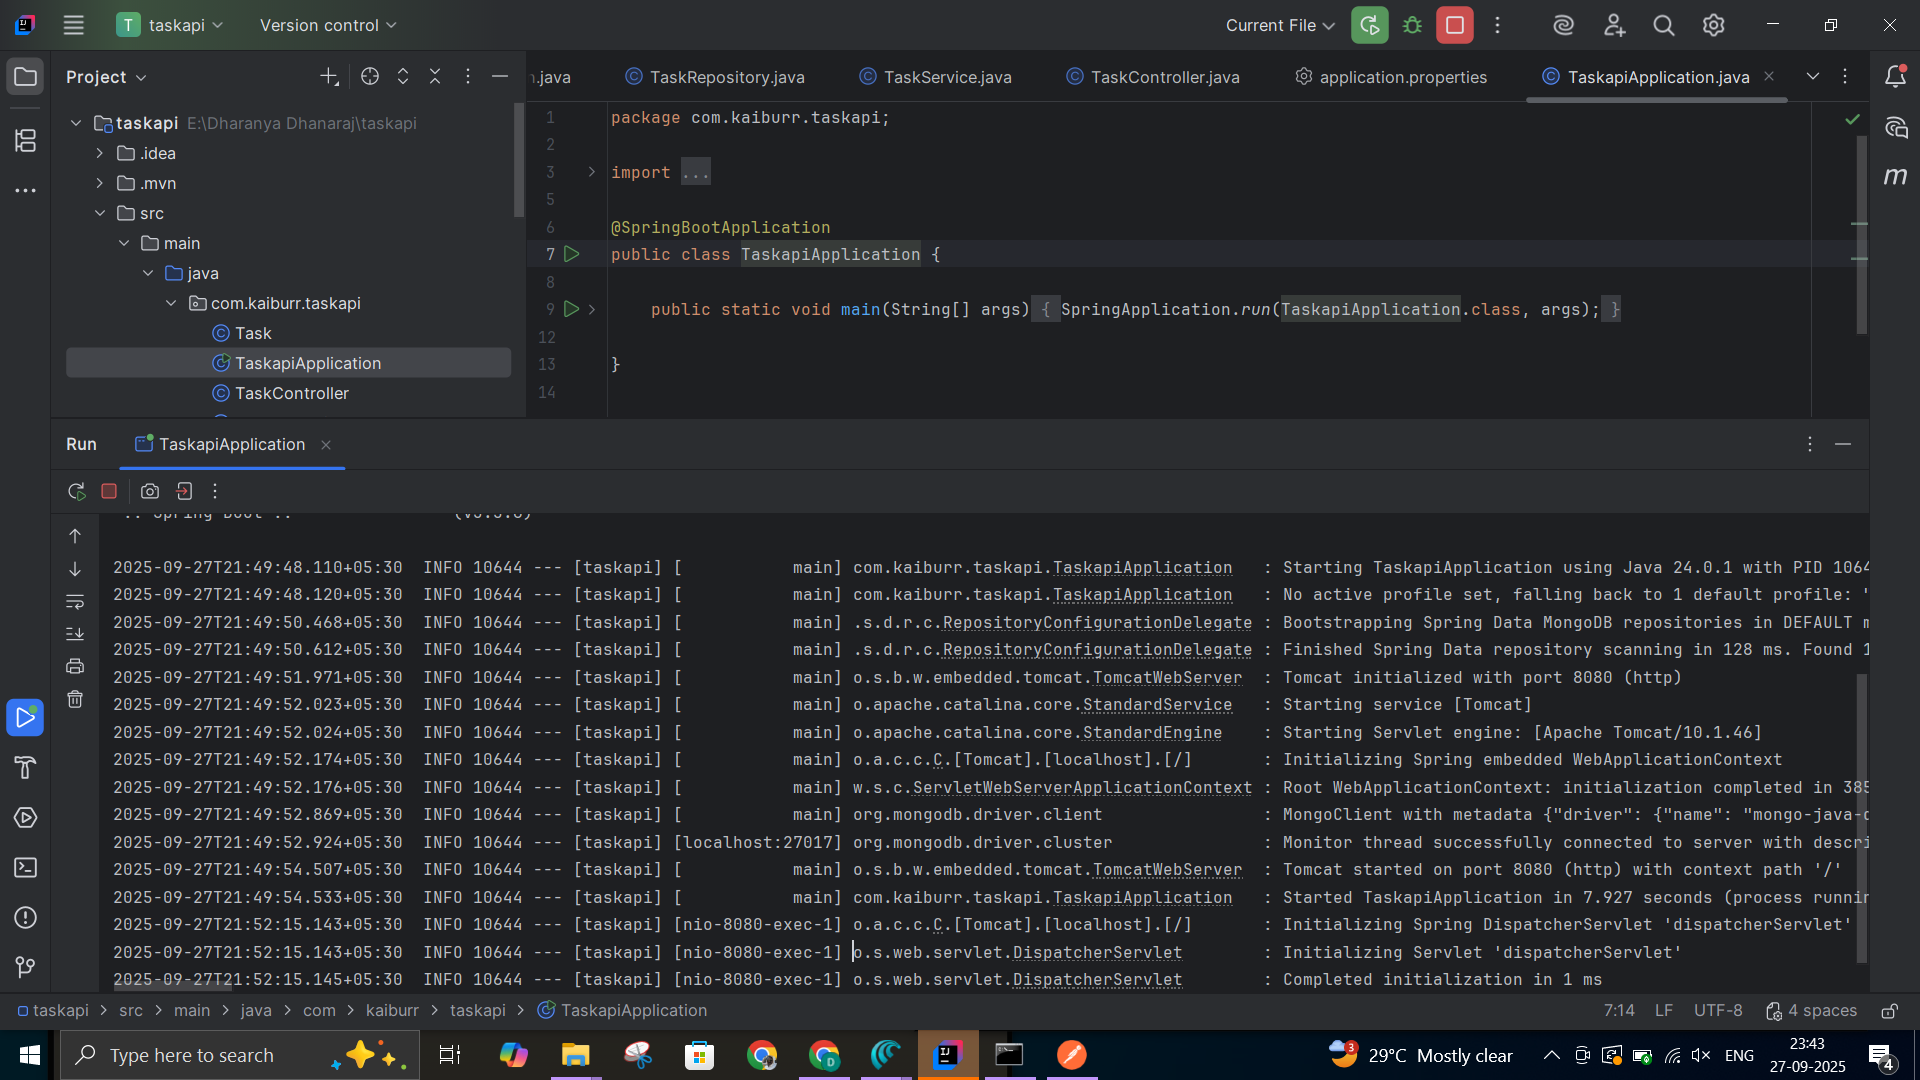 T taskapi Version control Current File
Project
.java TaskRepository.java TaskService.java TaskController.java application.properties TaskapiApplication.java
taskapi E:\Dharanya Dhanaraj\taskapi
.idea
.mvn
src
main
java
com.kaiburr.taskapi
Task
TaskapiApplication
TaskController
1 package com.kaiburr.taskapi;
2
3 import ...
5
6 @SpringBootApplication
7 public class TaskapiApplication {
8
9 public static void main(String[] args) { SpringApplication.run(TaskapiApplication.class, args); }
12
13 }
14
Run TaskapiApplication
:: Spring Boot ::
2025-09-27T21:49:48.110+05:30 INFO 10644 --- [taskapi] [ main] com.kaiburr.taskapi.TaskapiApplication : Starting TaskapiApplication using Java 24.0.1 with PID 1064
2025-09-27T21:49:48.120+05:30 INFO 10644 --- [taskapi] [ main] com.kaiburr.taskapi.TaskapiApplication : No active profile set, falling back to 1 default profile: "
2025-09-27T21:49:50.468+05:30 INFO 10644 --- [taskapi] [ main] .s.d.r.c.RepositoryConfigurationDelegate : Bootstrapping Spring Data MongoDB repositories in DEFAULT m
2025-09-27T21:49:50.612+05:30 INFO 10644 --- [taskapi] [ main] .s.d.r.c.RepositoryConfigurationDelegate : Finished Spring Data repository scanning in 128 ms. Found 1
2025-09-27T21:49:51.971+05:30 INFO 10644 --- [taskapi] [ main] o.s.b.w.embedded.tomcat.TomcatWebServer : Tomcat initialized with port 8080 (http)
2025-09-27T21:49:52.023+05:30 INFO 10644 --- [taskapi] [ main] o.apache.catalina.core.StandardService : Starting service [Tomcat]
2025-09-27T21:49:52.024+05:30 INFO 10644 --- [taskapi] [ main] o.apache.catalina.core.StandardEngine : Starting Servlet engine: [Apache Tomcat/10.1.46]
2025-09-27T21:49:52.174+05:30 INFO 10644 --- [taskapi] [ main] o.a.c.c.C.[Tomcat].[localhost].[/] : Initializing Spring embedded WebApplicationContext
2025-09-27T21:49:52.176+05:30 INFO 10644 --- [taskapi] [ main] w.s.c.ServletWebServerApplicationContext : Root WebApplicationContext: initialization completed in 385
2025-09-27T21:49:52.869+05:30 INFO 10644 --- [taskapi] [ main] org.mongodb.driver.client : MongoClient with metadata {"driver": {"name": "mongo-java-d
2025-09-27T21:49:52.924+05:30 INFO 10644 --- [taskapi] [localhost:27017] org.mongodb.driver.cluster : Monitor thread successfully connected to server with descri
2025-09-27T21:49:54.507+05:30 INFO 10644 --- [taskapi] [ main] o.s.b.w.embedded.tomcat.TomcatWebServer : Tomcat started on port 8080 (http) with context path '/'
2025-09-27T21:49:54.533+05:30 INFO 10644 --- [taskapi] [ main] com.kaiburr.taskapi.TaskapiApplication : Started TaskapiApplication in 7.927 seconds (process runnin
2025-09-27T21:52:15.143+05:30 INFO 10644 --- [taskapi] [nio-8080-exec-1] o.a.c.c.C.[Tomcat].[localhost].[/] : Initializing Spring DispatcherServlet 'dispatcherServlet'
2025-09-27T21:52:15.143+05:30 INFO 10644 --- [taskapi] [nio-8080-exec-1] o.s.web.servlet.DispatcherServlet : Initializing Servlet 'dispatcherServlet'
2025-09-27T21:52:15.145+05:30 INFO 10644 --- [taskapi] [nio-8080-exec-1] o.s.web.servlet.DispatcherServlet : Completed initialization in 1 ms
taskapi > src > main > java > com > kaiburr > taskapi > TaskapiApplication 7:14 LF UTF-8 4 spaces
Type here to search 3 29°C Mostly clear ENG 23:43
27-09-2025 4